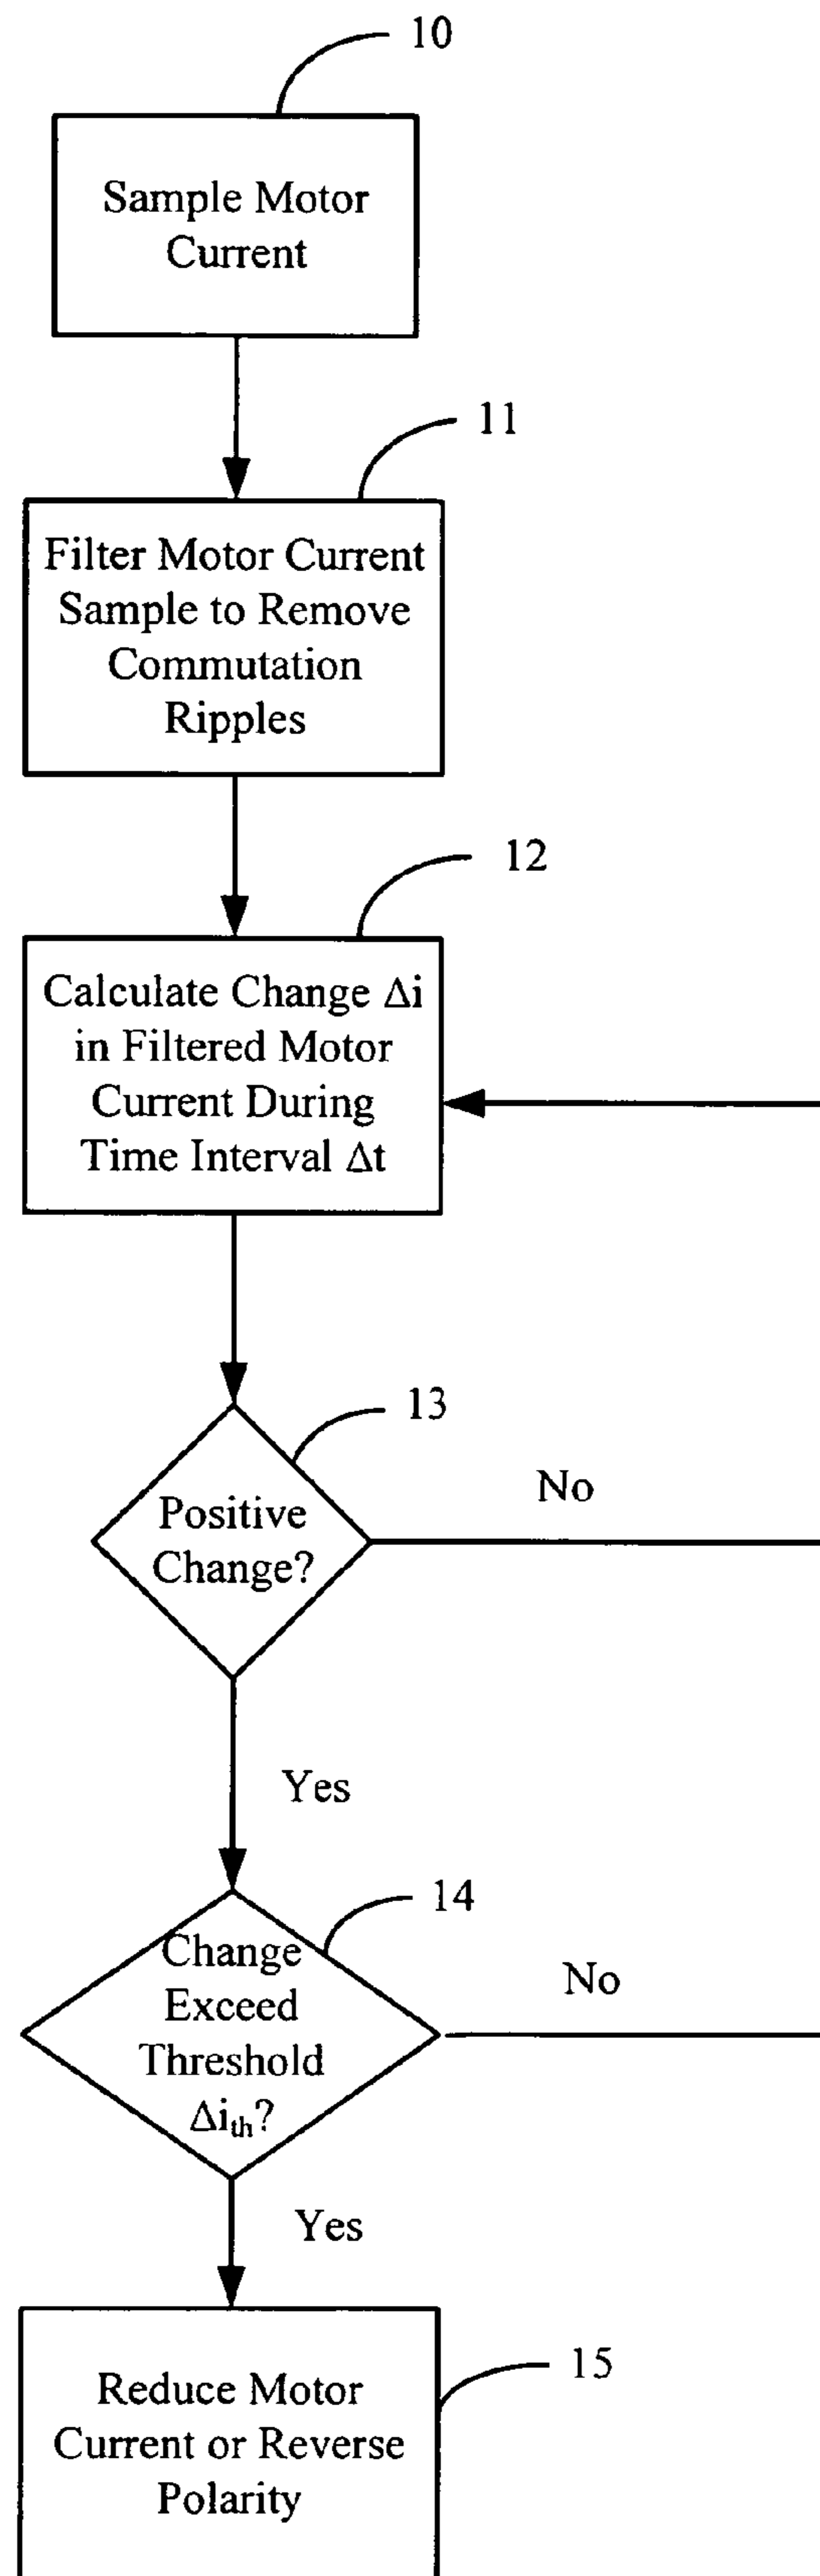 10
Sample Motor
Current
11
Filter Motor Current
Sample to Remove
Commutation
Ripples
12
Calculate Change Δi
in Filtered Motor
Current During
Time Interval Δt
13
Positive
Change?
No
Yes
14
Change
Exceed
Threshold
Δiₜₕ?
No
Yes
15
Reduce Motor
Current or Reverse
Polarity